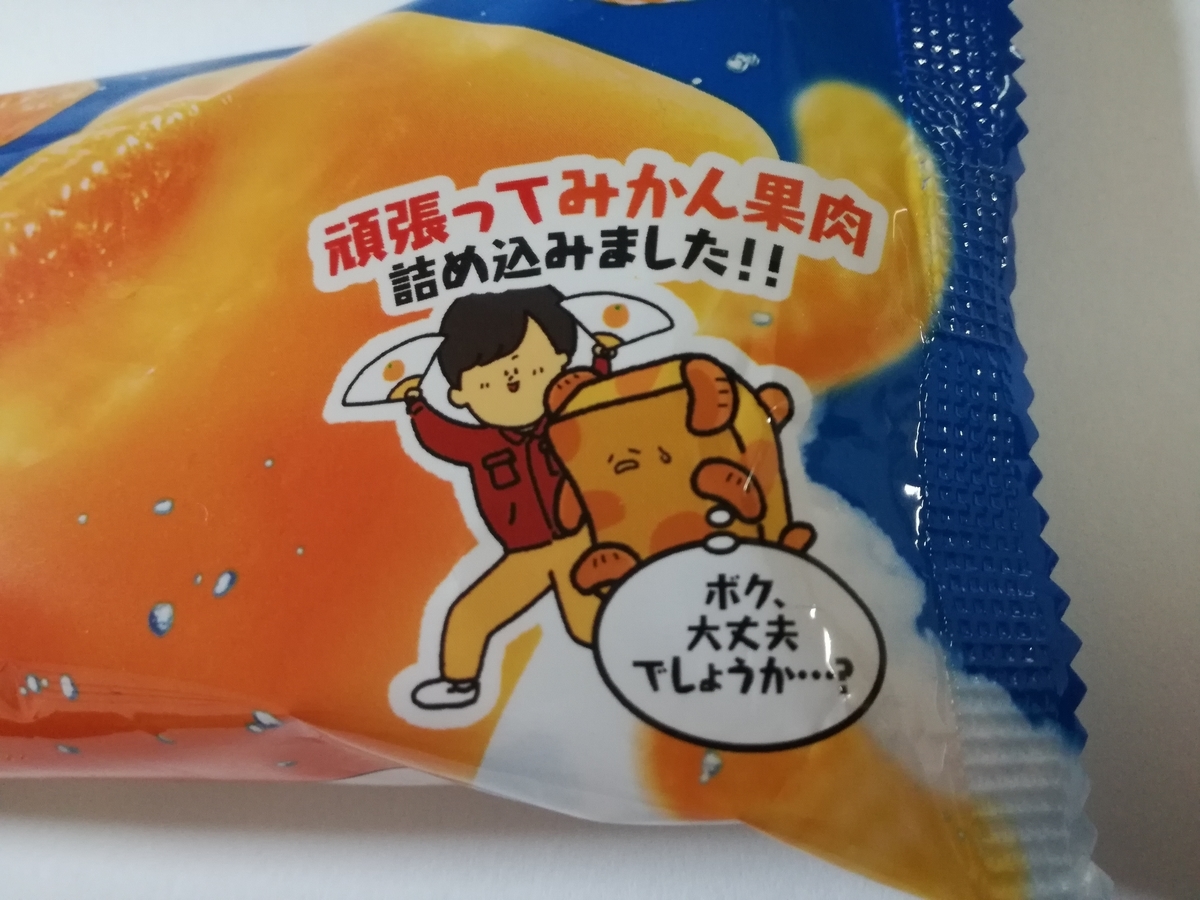 頑張ってみかん果肉
詰め込みました!!
ボク、
大丈夫
でしょうか…?